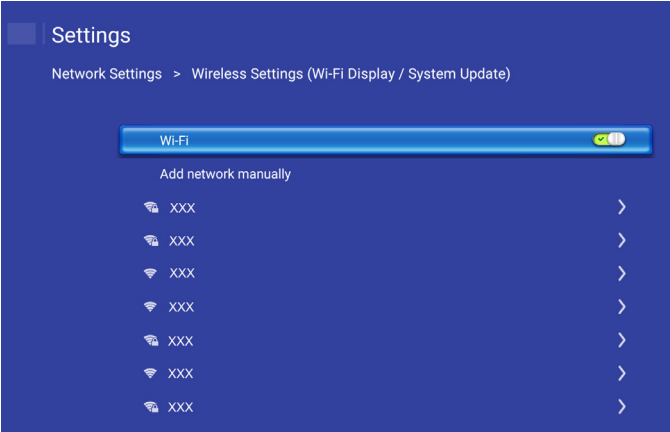 Settings
Network Settings > Wireless Settings (Wi-Fi Display / System Update)
Wi-Fi
Add network manually
XXX
XXX
XXX
XXX
XXX
XXX
XXX